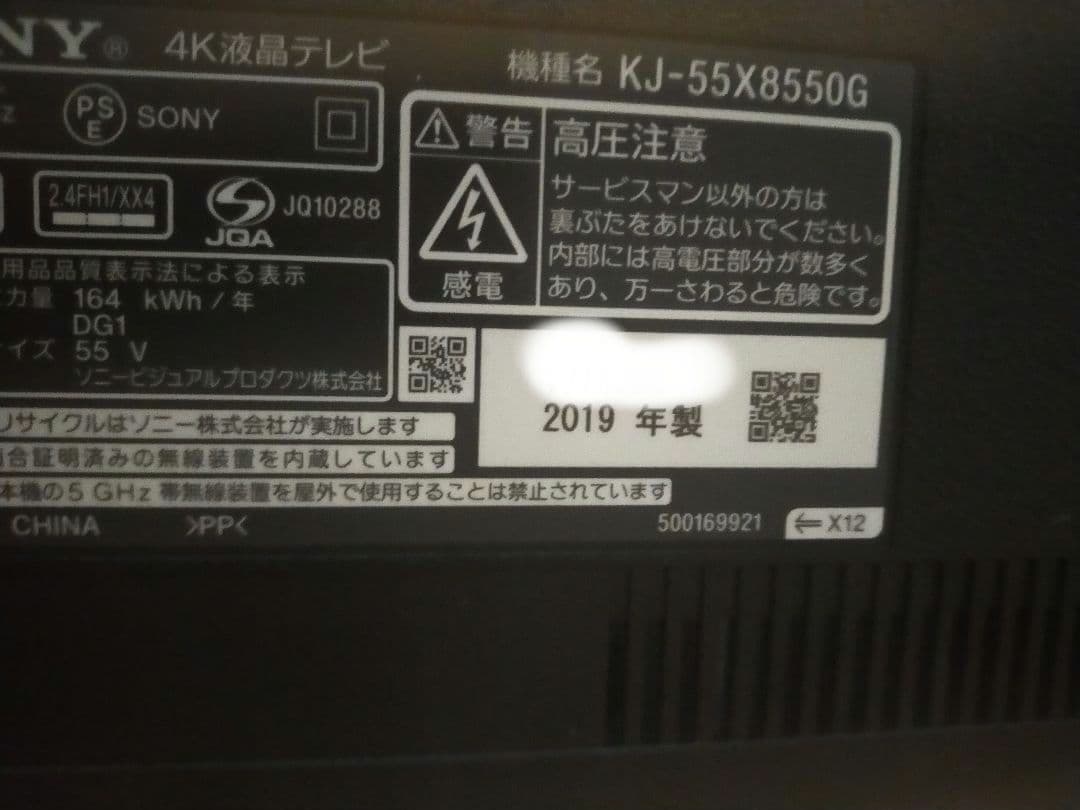 NY® 4K液晶テレビ 機種名 KJ-55X8550G
z PSE SONY
2.4FH1/XX4 JQA JQ10288
用品品質表示法による表示
力量 164 kWh/年
DG1
イズ 55 V
ソニービジュアルプロダクツ株式会社
警告 高圧注意
感電
サービスマン以外の方は
裏ぶたをあけないでください。
内部には高電圧部分が数多く
あり、万一さわると危険です。
2019 年製
リサイクルはソニー株式会社が実施します
合証明済みの無線装置を内蔵しています
本機の5 GHz 帯無線装置を屋外で使用することは禁止されています
CHINA >PP< 500169921 ⇐X12